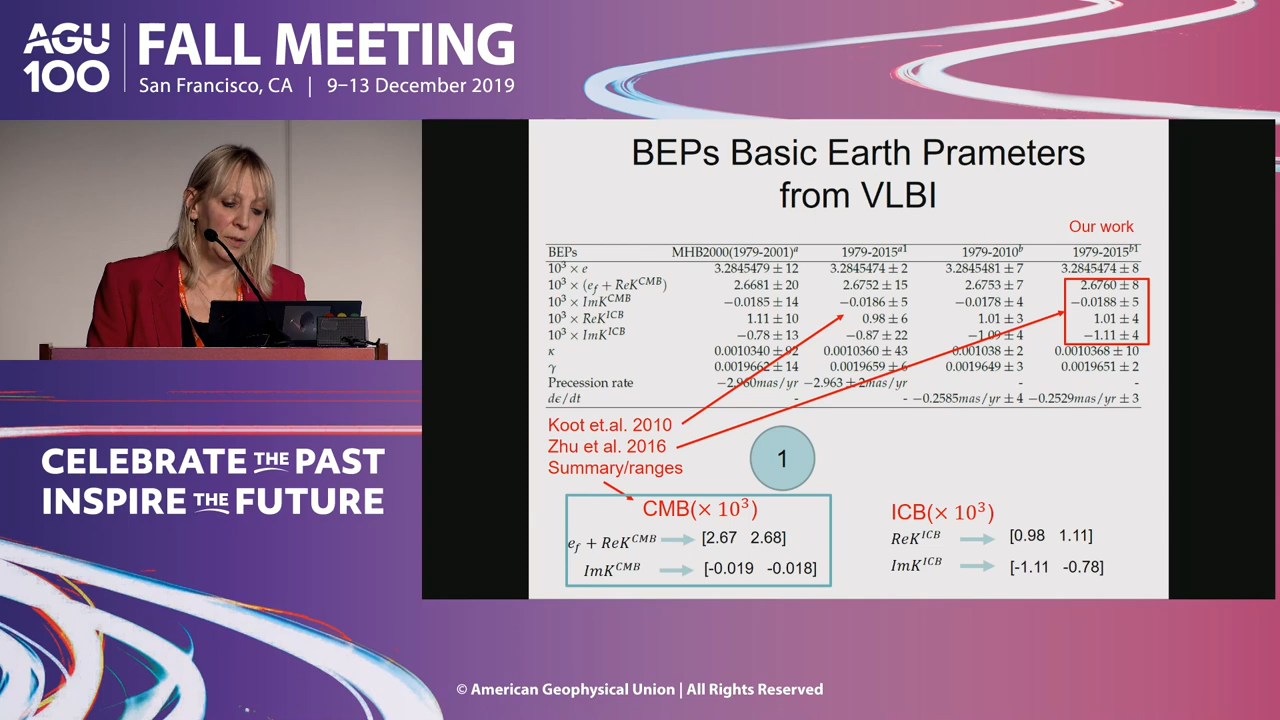 AGU
100
FALL MEETING
San Francisco, CA | 9–13 December 2019
BEPs Basic Earth Prameters
from VLBI
Our work
BEPs MHB2000(1979-2001)ᵃ 1979-2015ᵃ¹ 1979-2010ᵇ 1979-2015ᵇ¹
10³ × e 3.2845479 ± 12 3.2845474 ± 2 3.2845481 ± 7 3.2845474 ± 8
10³ × (e_f + ReK^CMB) 2.6681 ± 20 2.6752 ± 15 2.6753 ± 7 2.6760 ± 8
10³ × ImK^CMB −0.0185 ± 14 −0.0186 ± 5 −0.0178 ± 4 −0.0188 ± 5
10³ × ReK^ICB 1.11 ± 10 0.98 ± 6 1.01 ± 3 1.01 ± 4
10³ × ImK^ICB −0.78 ± 13 −0.87 ± 22 −1.09 ± 4 −1.11 ± 4
κ 0.0010340 ± 92 0.0010360 ± 43 0.001038 ± 2 0.0010368 ± 10
γ 0.0019662 ± 14 0.0019659 ± 6 0.0019649 ± 3 0.0019651 ± 2
Precession rate −2.960mas/yr −2.963 ± 2mas/yr - -
dϵ/dt - - −0.2585mas/yr ± 4 −0.2529mas/yr ± 3
Koot et.al. 2010
Zhu et al. 2016
Summary/ranges
1
CMB(× 10³)
e_f + ReK^CMB [2.67 2.68]
ImK^CMB [-0.019 -0.018]
ICB(× 10³)
ReK^ICB [0.98 1.11]
ImK^ICB [-1.11 -0.78]
CELEBRATE THE PAST
INSPIRE THE FUTURE
© American Geophysical Union | All Rights Reserved